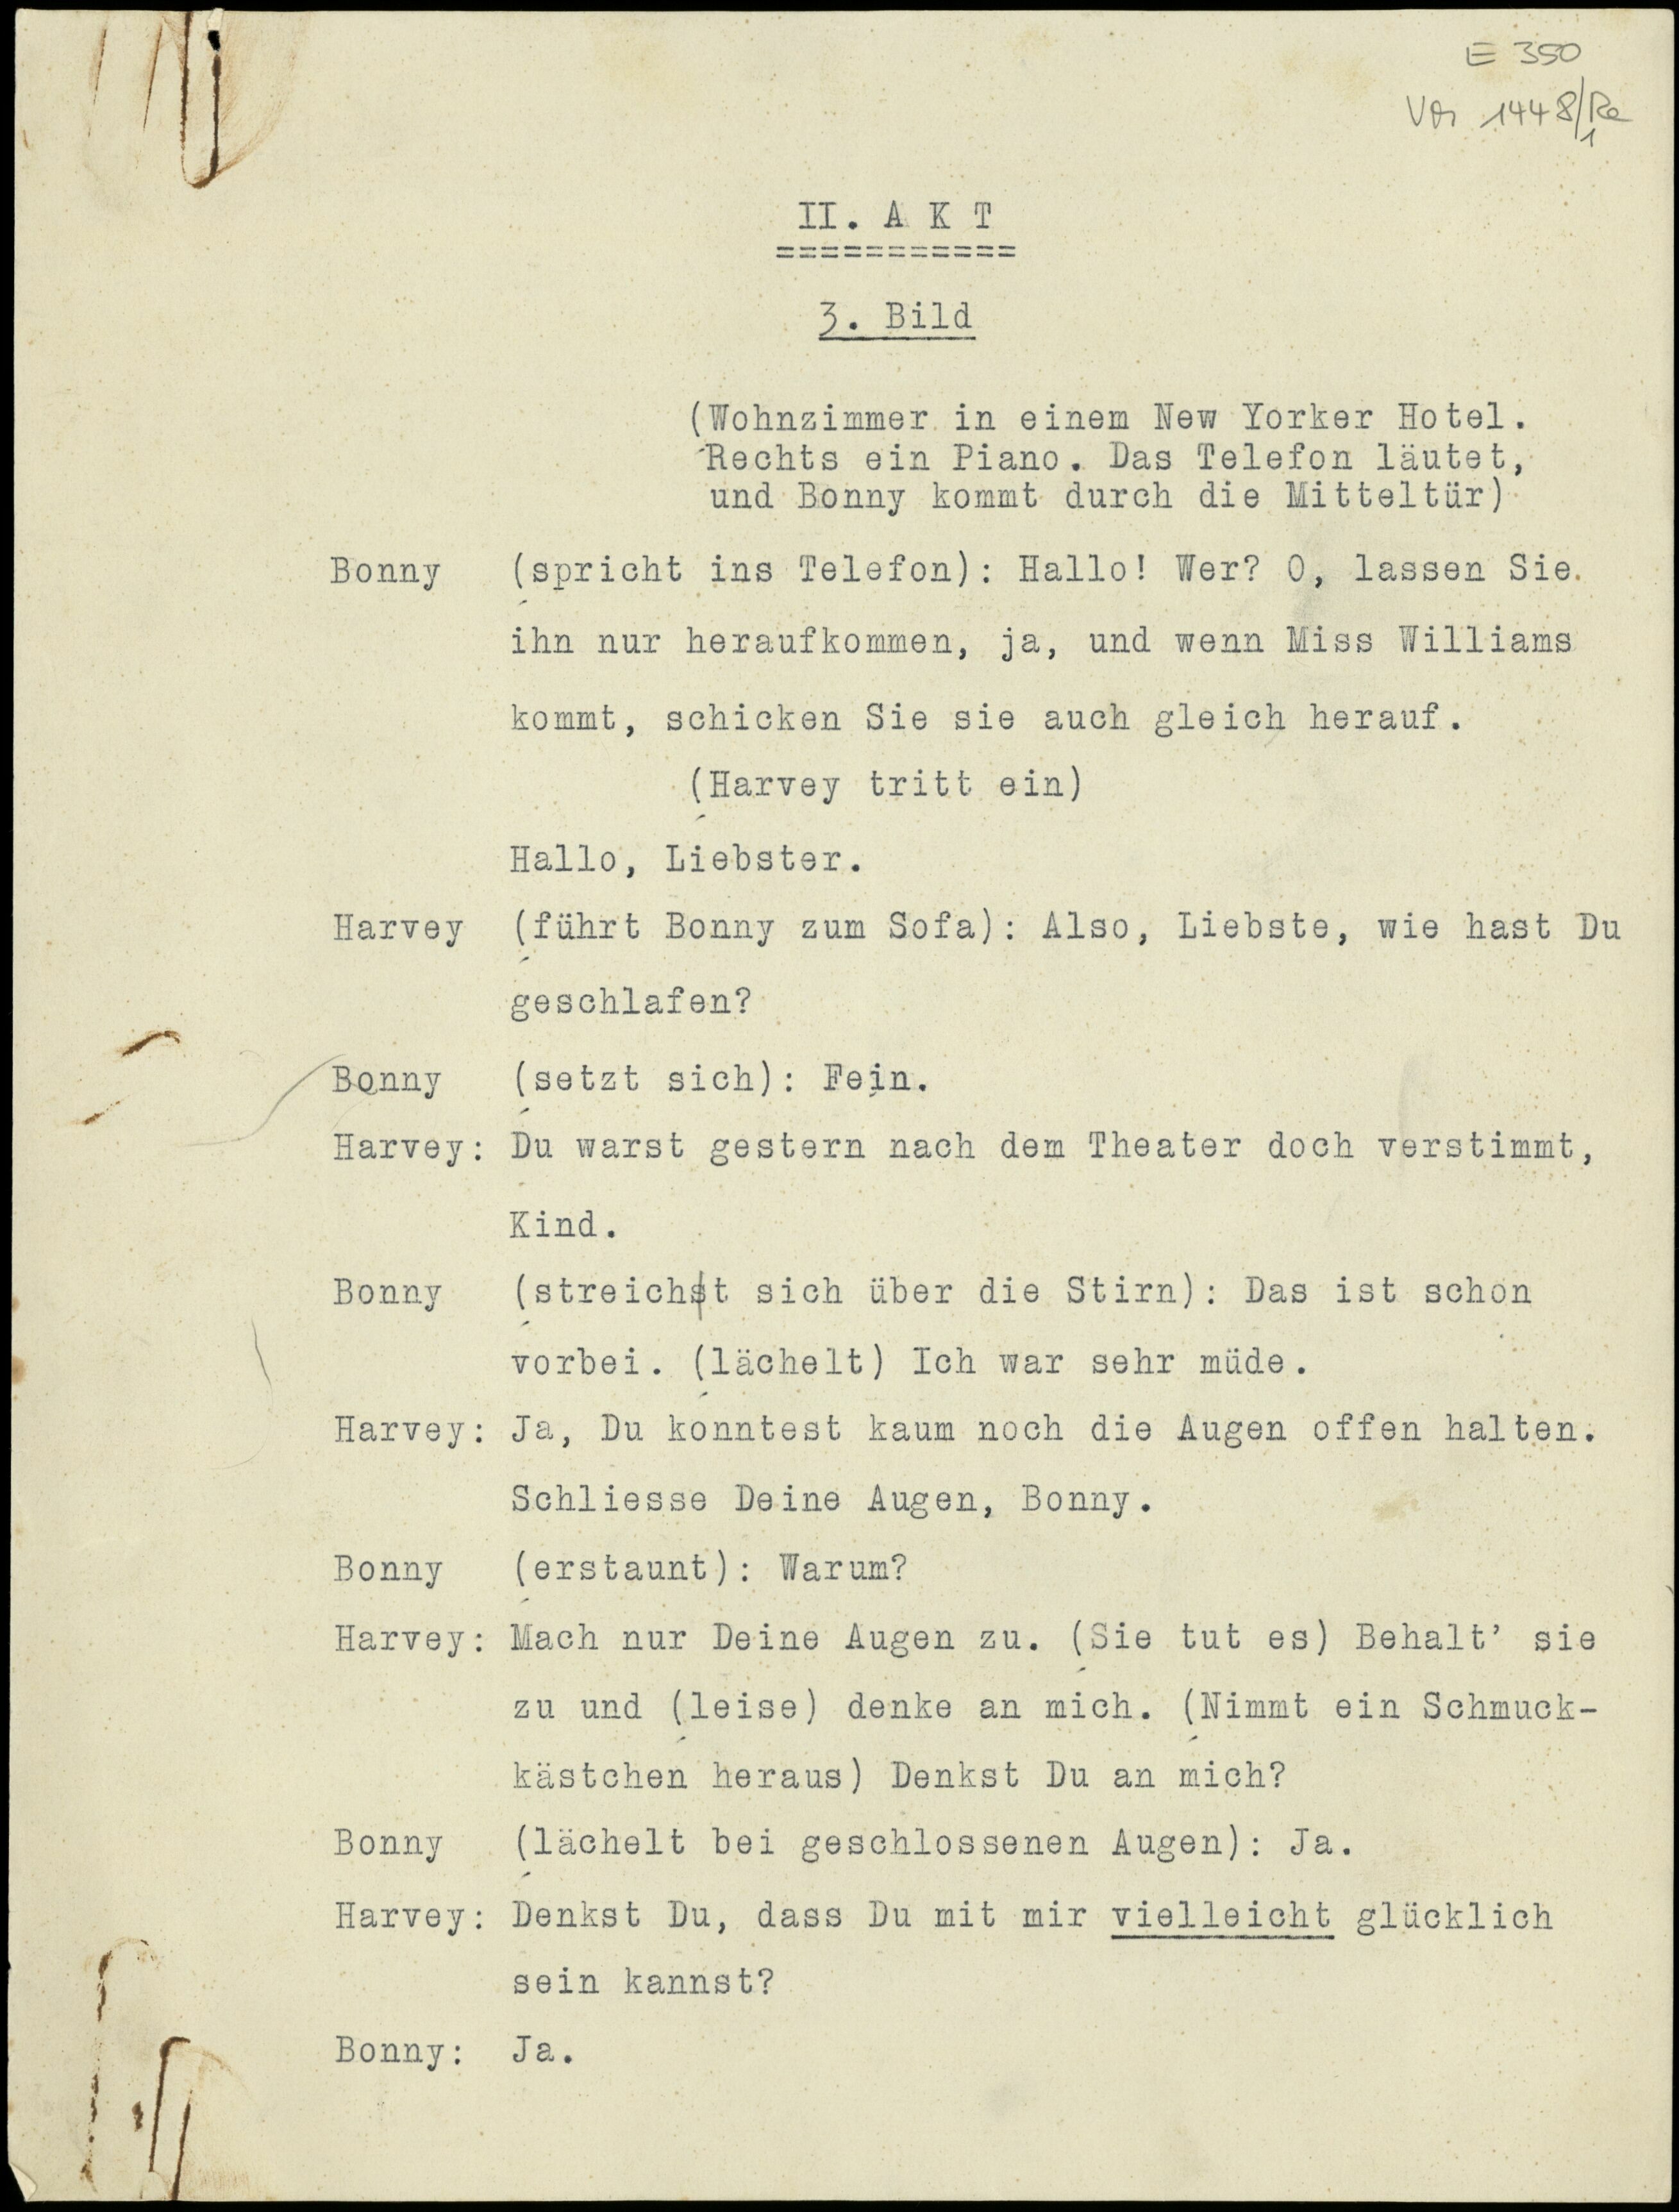 E 350
Vor 1448/Re
1
II. A K T
===========
3. Bild
(Wohnzimmer in einem New Yorker Hotel.
Rechts ein Piano. Das Telefon läutet,
und Bonny kommt durch die Mitteltür)
Bonny (spricht ins Telefon): Hallo! Wer? O, lassen Sie
ihn nur heraufkommen, ja, und wenn Miss Williams
kommt, schicken Sie sie auch gleich herauf.
(Harvey tritt ein)
Hallo, Liebster.
Harvey (führt Bonny zum Sofa): Also, Liebste, wie hast Du
geschlafen?
Bonny (setzt sich): Fein.
Harvey: Du warst gestern nach dem Theater doch verstimmt,
Kind.
Bonny (streichst sich über die Stirn): Das ist schon
vorbei. (lächelt) Ich war sehr müde.
Harvey: Ja, Du konntest kaum noch die Augen offen halten.
Schliesse Deine Augen, Bonny.
Bonny (erstaunt): Warum?
Harvey: Mach nur Deine Augen zu. (Sie tut es) Behalt' sie
zu und (leise) denke an mich. (Nimmt ein Schmuck-
kästchen heraus) Denkst Du an mich?
Bonny (lächelt bei geschlossenen Augen): Ja.
Harvey: Denkst Du, dass Du mit mir vielleicht glücklich
sein kannst?
Bonny: Ja.